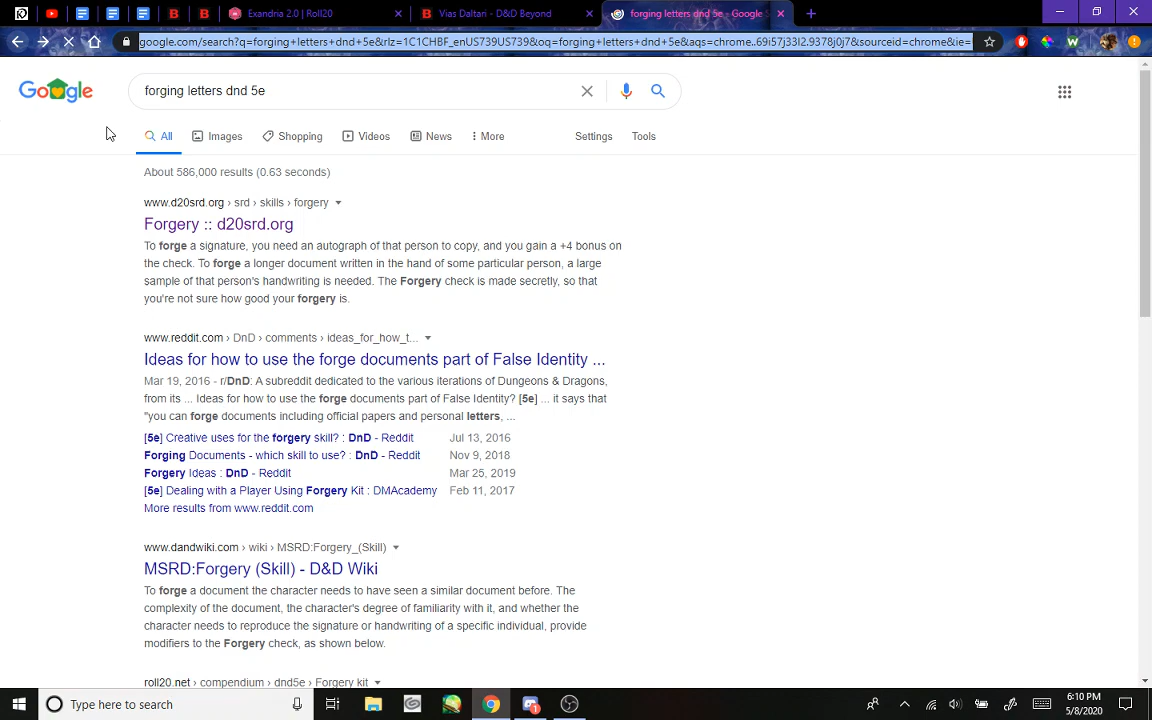 Exandria 2.0 | Roll20
Vias Daltari - D&D Beyond
forging letters dnd 5e - Google S
google.com/search?q=forging+letters+dnd+5e&rlz=1C1CHBF_enUS739US739&oq=forging+letters+dnd+5e&aqs=chrome..69i57j33l2.9378j0j7&sourceid=chrome&ie=
Google
forging letters dnd 5e
All Images Shopping Videos News More Settings Tools
About 586,000 results (0.63 seconds)
www.d20srd.org › srd › skills › forgery
Forgery :: d20srd.org
To forge a signature, you need an autograph of that person to copy, and you gain a +4 bonus on
the check. To forge a longer document written in the hand of some particular person, a large
sample of that person's handwriting is needed. The Forgery check is made secretly, so that
you're not sure how good your forgery is.
www.reddit.com › DnD › comments › ideas_for_how_t...
Ideas for how to use the forge documents part of False Identity ...
Mar 19, 2016 - r/DnD: A subreddit dedicated to the various iterations of Dungeons & Dragons,
from its ... Ideas for how to use the forge documents part of False Identity? [5e] ... it says that
"you can forge documents including official papers and personal letters, ...
[5e] Creative uses for the forgery skill? : DnD - Reddit Jul 13, 2016
Forging Documents - which skill to use? : DnD - Reddit Nov 9, 2018
Forgery Ideas : DnD - Reddit Mar 25, 2019
[5e] Dealing with a Player Using Forgery Kit : DMAcademy Feb 11, 2017
More results from www.reddit.com
www.dandwiki.com › wiki › MSRD:Forgery_(Skill)
MSRD:Forgery (Skill) - D&D Wiki
To forge a document the character needs to have seen a similar document before. The
complexity of the document, the character's degree of familiarity with it, and whether the
character needs to reproduce the signature or handwriting of a specific individual, provide
modifiers to the Forgery check, as shown below.
roll20.net › compendium › dnd5e › Forgery kit
Type here to search
6:10 PM
5/8/2020